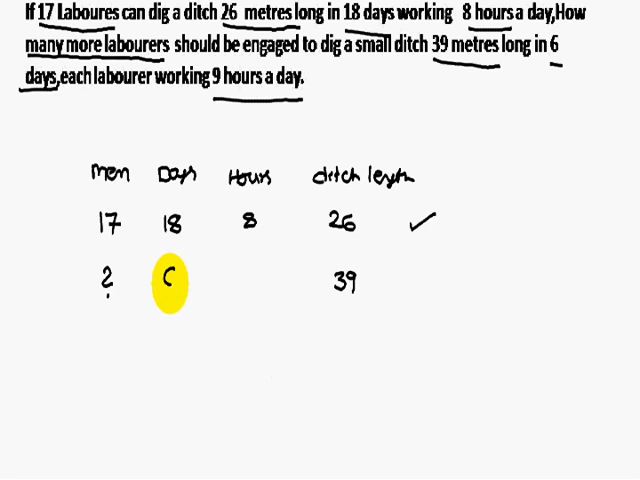 If 17 Laboures can dig a ditch 26 metres long in 18 days working 8 hours a day,How
many more labourers should be engaged to dig a small ditch 39 metres long in 6
days,each labourer working 9 hours a day.
men Days Hours ditch length
17 18 8 26 ✓
? 39